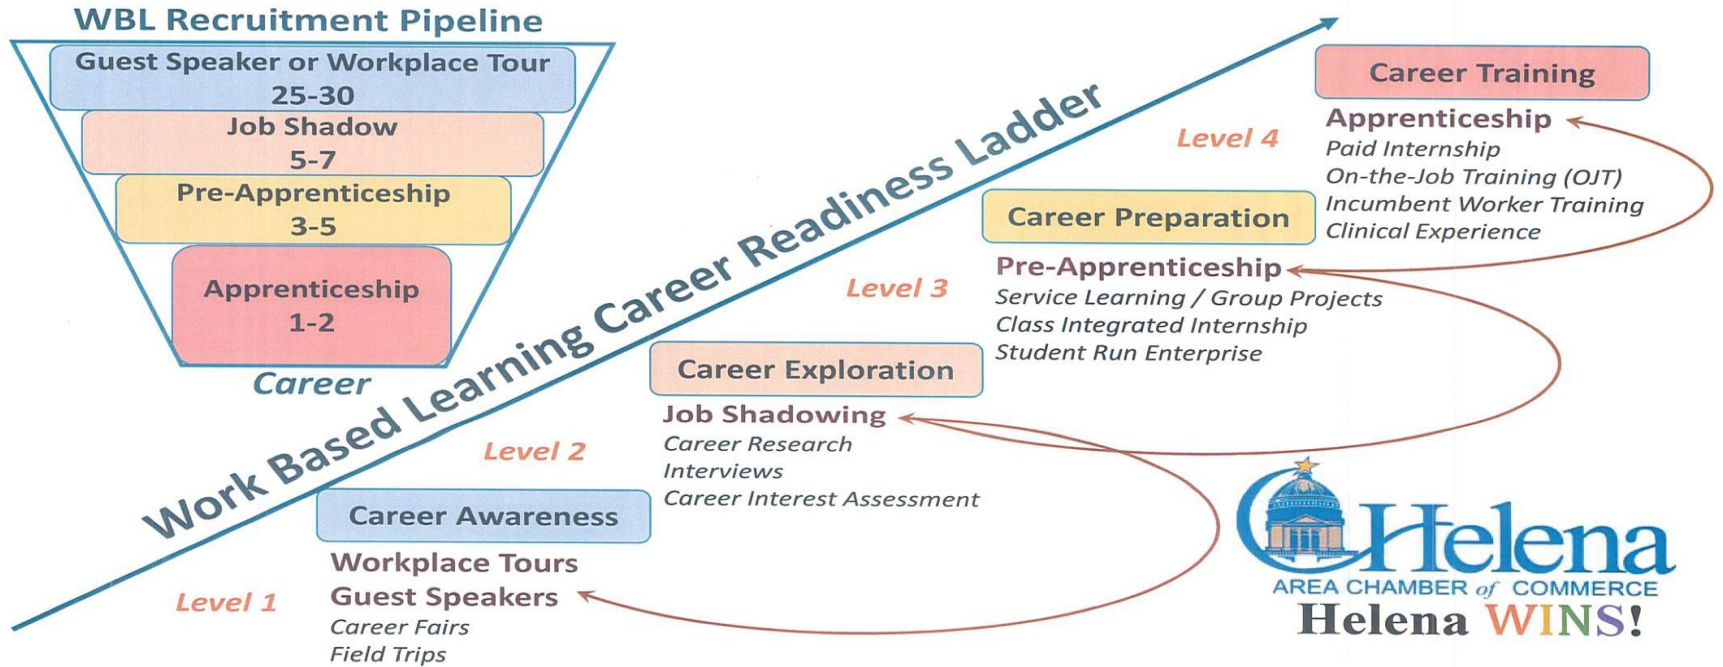 WBL Recruitment Pipeline
Guest Speaker or Workplace Tour
25-30
Job Shadow
5-7
Pre-Apprenticeship
3-5
Apprenticeship
1-2
Career
Work Based Learning Career Readiness Ladder
Level 1
Career Awareness
Workplace Tours
Guest Speakers
Career Fairs
Field Trips
Level 2
Career Exploration
Job Shadowing
Career Research
Interviews
Career Interest Assessment
Level 3
Career Preparation
Pre-Apprenticeship
Service Learning / Group Projects
Class Integrated Internship
Student Run Enterprise
Level 4
Career Training
Apprenticeship
Paid Internship
On-the-Job Training (OJT)
Incumbent Worker Training
Clinical Experience
Helena
AREA CHAMBER of COMMERCE
Helena WINS!